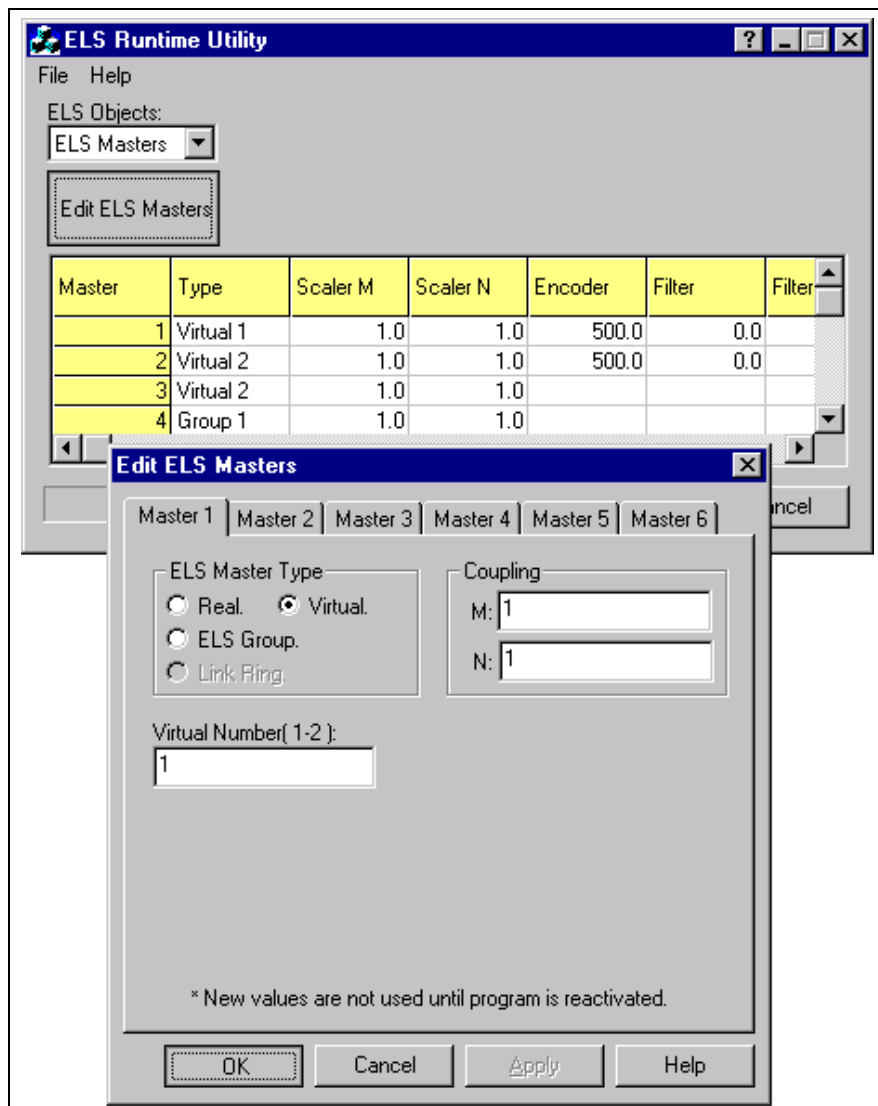 ELS Runtime Utility
File Help
ELS Objects:
ELS Masters
Edit ELS Masters
Master Type Scaler M Scaler N Encoder Filter Filter
1 Virtual 1 1.0 1.0 500.0 0.0
2 Virtual 2 1.0 1.0 500.0 0.0
3 Virtual 2 1.0 1.0
4 Group 1 1.0 1.0
ncel
Edit ELS Masters
Master 1 Master 2 Master 3 Master 4 Master 5 Master 6
ELS Master Type
Real. Virtual.
ELS Group.
Link Ring.
Coupling
M: 1
N: 1
Virtual Number( 1-2 ):
1
* New values are not used until program is reactivated.
OK Cancel Apply Help